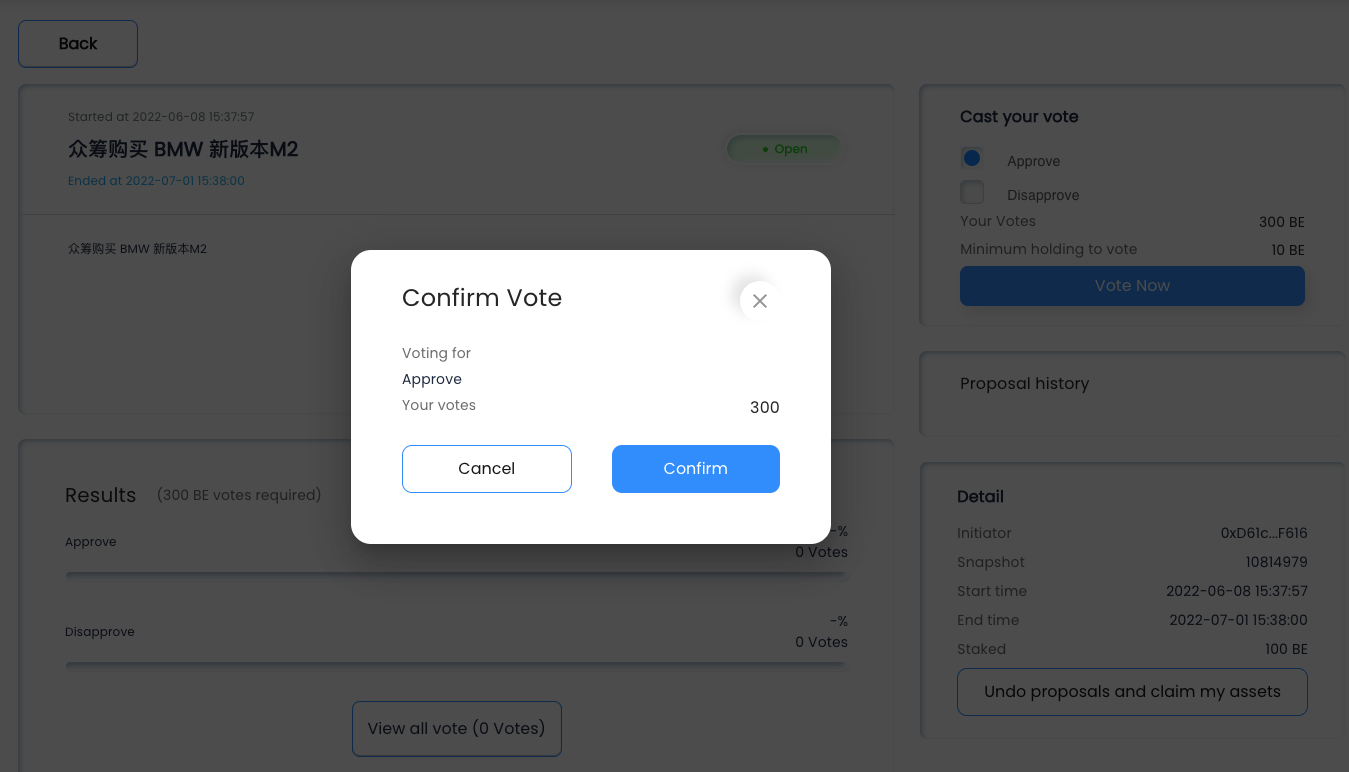 Back
Started at 2022-06-08 15:37:57
众筹购买 BMW 新版本M2
Open
Ended at 2022-07-01 15:38:00
众筹购买 BMW 新版本M2
Cast your vote
Approve
Disapprove
Your Votes 300 BE
Minimum holding to vote 10 BE
Vote Now
Confirm Vote
Voting for
Approve
Your votes 300
Cancel Confirm
Proposal history
Results (300 BE votes required)
Approve -%
0 Votes
Disapprove -%
0 Votes
View all vote (0 Votes)
Detail
Initiator 0xD61c...F616
Snapshot 10814979
Start time 2022-06-08 15:37:57
End time 2022-07-01 15:38:00
Staked 100 BE
Undo proposals and claim my assets